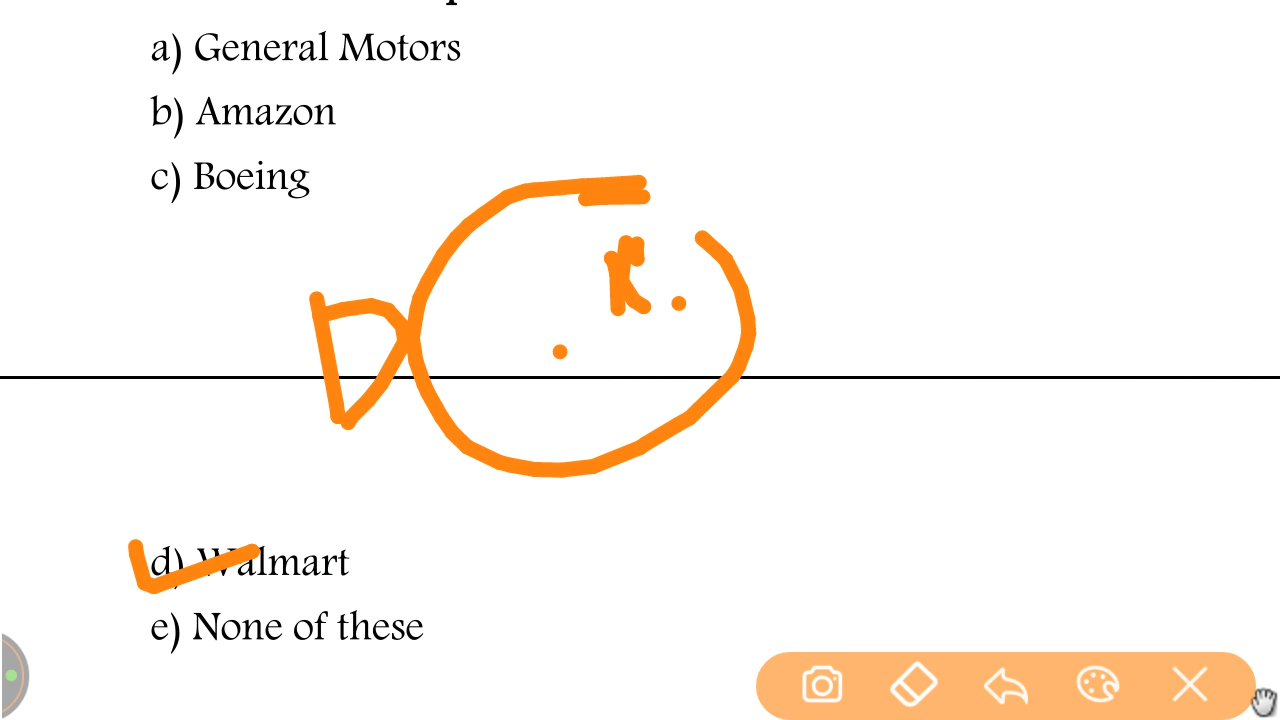 a) General Motors
b) Amazon
c) Boeing
R.
D
d) Walmart
e) None of these